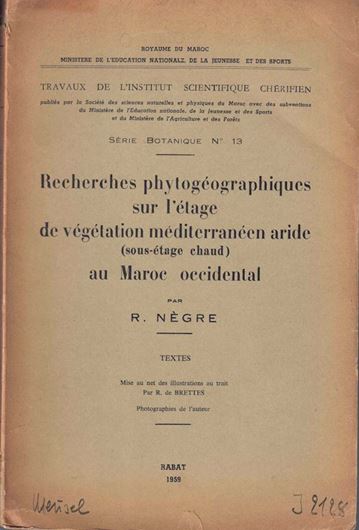 ROYAUME DU MAROC
MINISTERE DE L'EDUCATION NATIONALE, DE LA JEUNESSE ET DES SPORTS
TRAVAUX DE L'INSTITUT SCIENTIFIQUE CHÉRIFIEN
publiés par la Société des sciences naturelles et physiques du Maroc avec des subventions
du Ministère de l'Education nationale, de la Jeunesse et des Sports
et du Ministère de l'Agriculture et des Forêts
SÉRIE BOTANIQUE N° 13
Recherches phytogéographiques
sur l'étage
de végétation méditerranéen aride
(sous-étage chaud)
au Maroc occidental
PAR
R. NÈGRE
TEXTES
Mise au net des illustrations au trait
Par R. de BRETTES
Photographies de l'auteur
RABAT
1959
Mensel J 2128